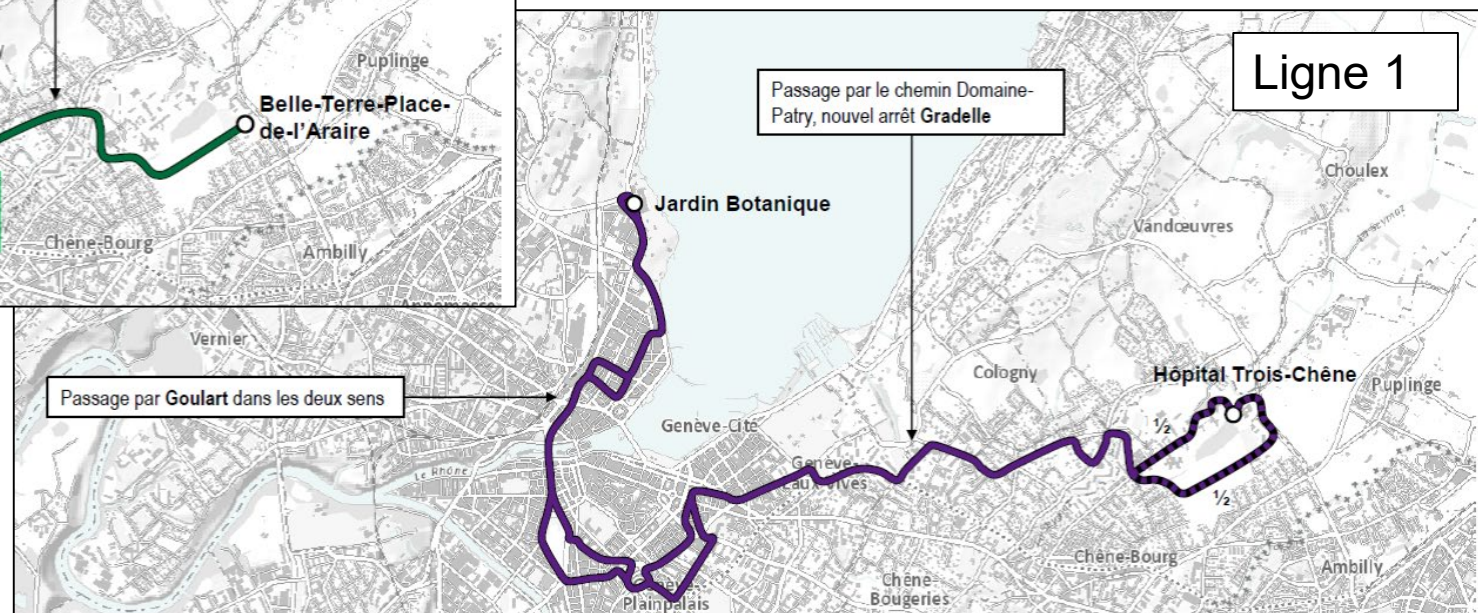 Puplinge
Belle-Terre-Place-
de-l'Araire
Chêne-Bourg
Ambilly
Annemasse
Ligne 1
Passage par le chemin Domaine-
Patry, nouvel arrêt Gradelle
Choulex
Jardin Botanique
Vandœuvres
Vernier
Passage par Goulart dans les deux sens
Cologny
Hôpital Trois-Chêne
Puplinge
Genève-Cité
½
Le Rhône
Genève-
Eaux-Vives
½
Chêne-Bourg
Ambilly
Chêne-
Bougeries
Genève-
Plainpalais